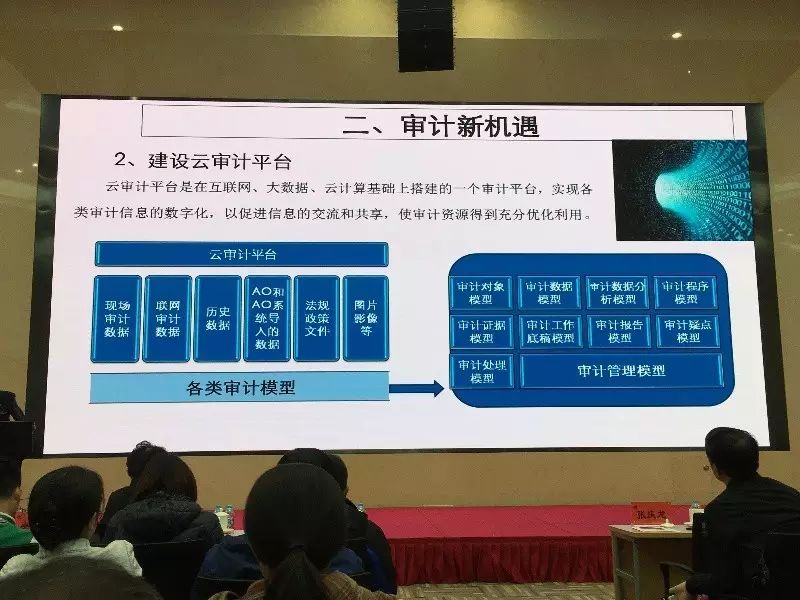 二、审计新机遇
2、建设云审计平台
云审计平台是在互联网、大数据、云计算基础上搭建的一个审计平台，实现各
类审计信息的数字化，以促进信息的交流和共享，使审计资源得到充分优化利用。
云审计平台
现场
审计
数据
联网
审计
数据
历史
数据
AO和
AO系
统导
入的
数据
法规
政策
文件
图片
影像
等
各类审计模型
审计对象
模型
审计数据
模型
审计数据分
析模型
审计程序
模型
审计证据
模型
审计工作
底稿模型
审计报告
模型
审计疑点
模型
审计处理
模型
审计管理模型
张庆龙